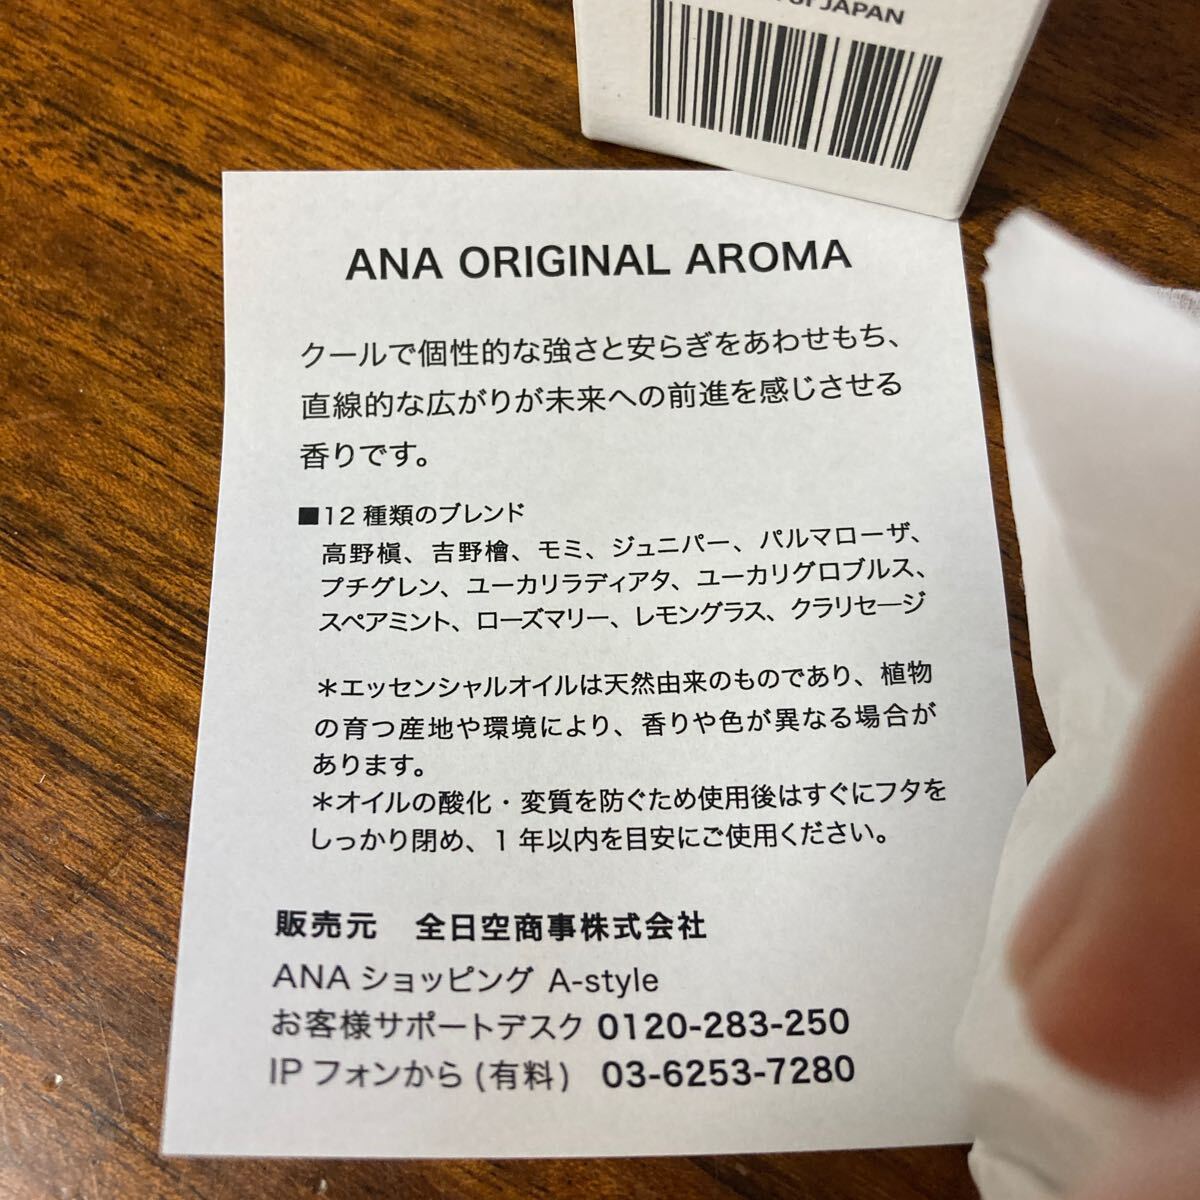 of JAPAN
ANA ORIGINAL AROMA
クールで個性的な強さと安らぎをあわせもち、
直線的な広がりが未来への前進を感じさせる
香りです。
■12種類のブレンド
高野槇、吉野檜、モミ、ジュニパー、パルマローザ、
プチグレン、ユーカリラディアタ、ユーカリグロブルス、
スペアミント、ローズマリー、レモングラス、クラリセージ
＊エッセンシャルオイルは天然由来のものであり、植物
の育つ産地や環境により、香りや色が異なる場合が
あります。
＊オイルの酸化・変質を防ぐため使用後はすぐにフタを
しっかり閉め、1年以内を目安にご使用ください。
販売元　全日空商事株式会社
ANAショッピング A-style
お客様サポートデスク 0120-283-250
IPフォンから(有料)　03-6253-7280